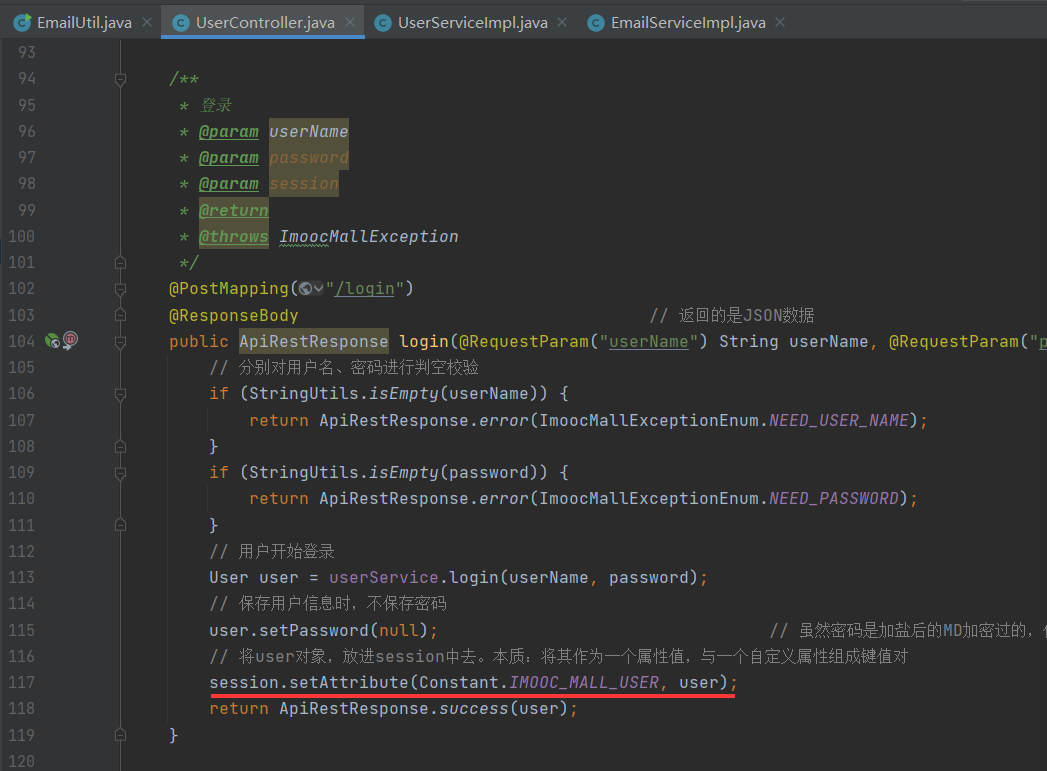 EmailUtil.java UserController.java UserServiceImpl.java EmailServiceImpl.java
93
94 /**
95 * 登录
96 * @param userName
97 * @param password
98 * @param session
99 * @return
100 * @throws ImoocMallException
101 */
102 @PostMapping("/login")
103 @ResponseBody // 返回的是JSON数据
104 public ApiRestResponse login(@RequestParam("userName") String userName, @RequestParam("p
105 // 分别对用户名、密码进行判空校验
106 if (StringUtils.isEmpty(userName)) {
107 return ApiRestResponse.error(ImoocMallExceptionEnum.NEED_USER_NAME);
108 }
109 if (StringUtils.isEmpty(password)) {
110 return ApiRestResponse.error(ImoocMallExceptionEnum.NEED_PASSWORD);
111 }
112 // 用户开始登录
113 User user = userService.login(userName, password);
114 // 保存用户信息时，不保存密码
115 user.setPassword(null); // 虽然密码是加盐后的MD加密过的，
116 // 将user对象，放进session中去。本质：将其作为一个属性值，与一个自定义属性组成键值对
117 session.setAttribute(Constant.IMOOC_MALL_USER, user);
118 return ApiRestResponse.success(user);
119 }
120